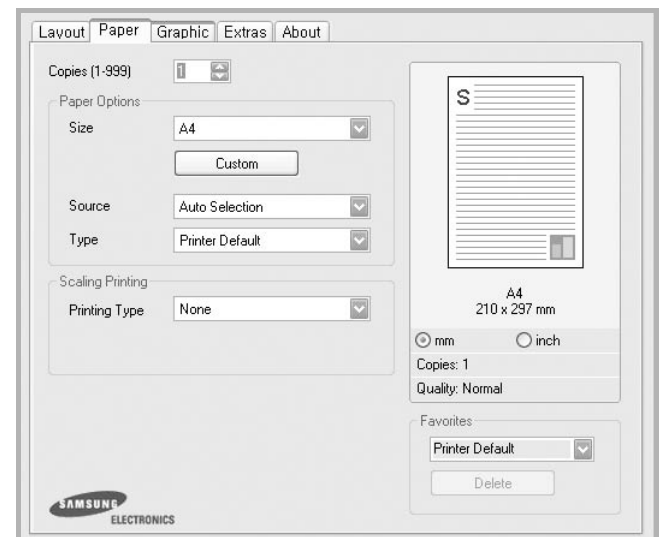 Layout Paper Graphic Extras About
Copies (1-999) 1
Paper Options
Size A4
Custom
Source Auto Selection
Type Printer Default
Scaling Printing
Printing Type None
S
A4
210 x 297 mm
mm inch
Copies: 1
Quality: Normal
Favorites
Printer Default
Delete
SAMSUNG
ELECTRONICS